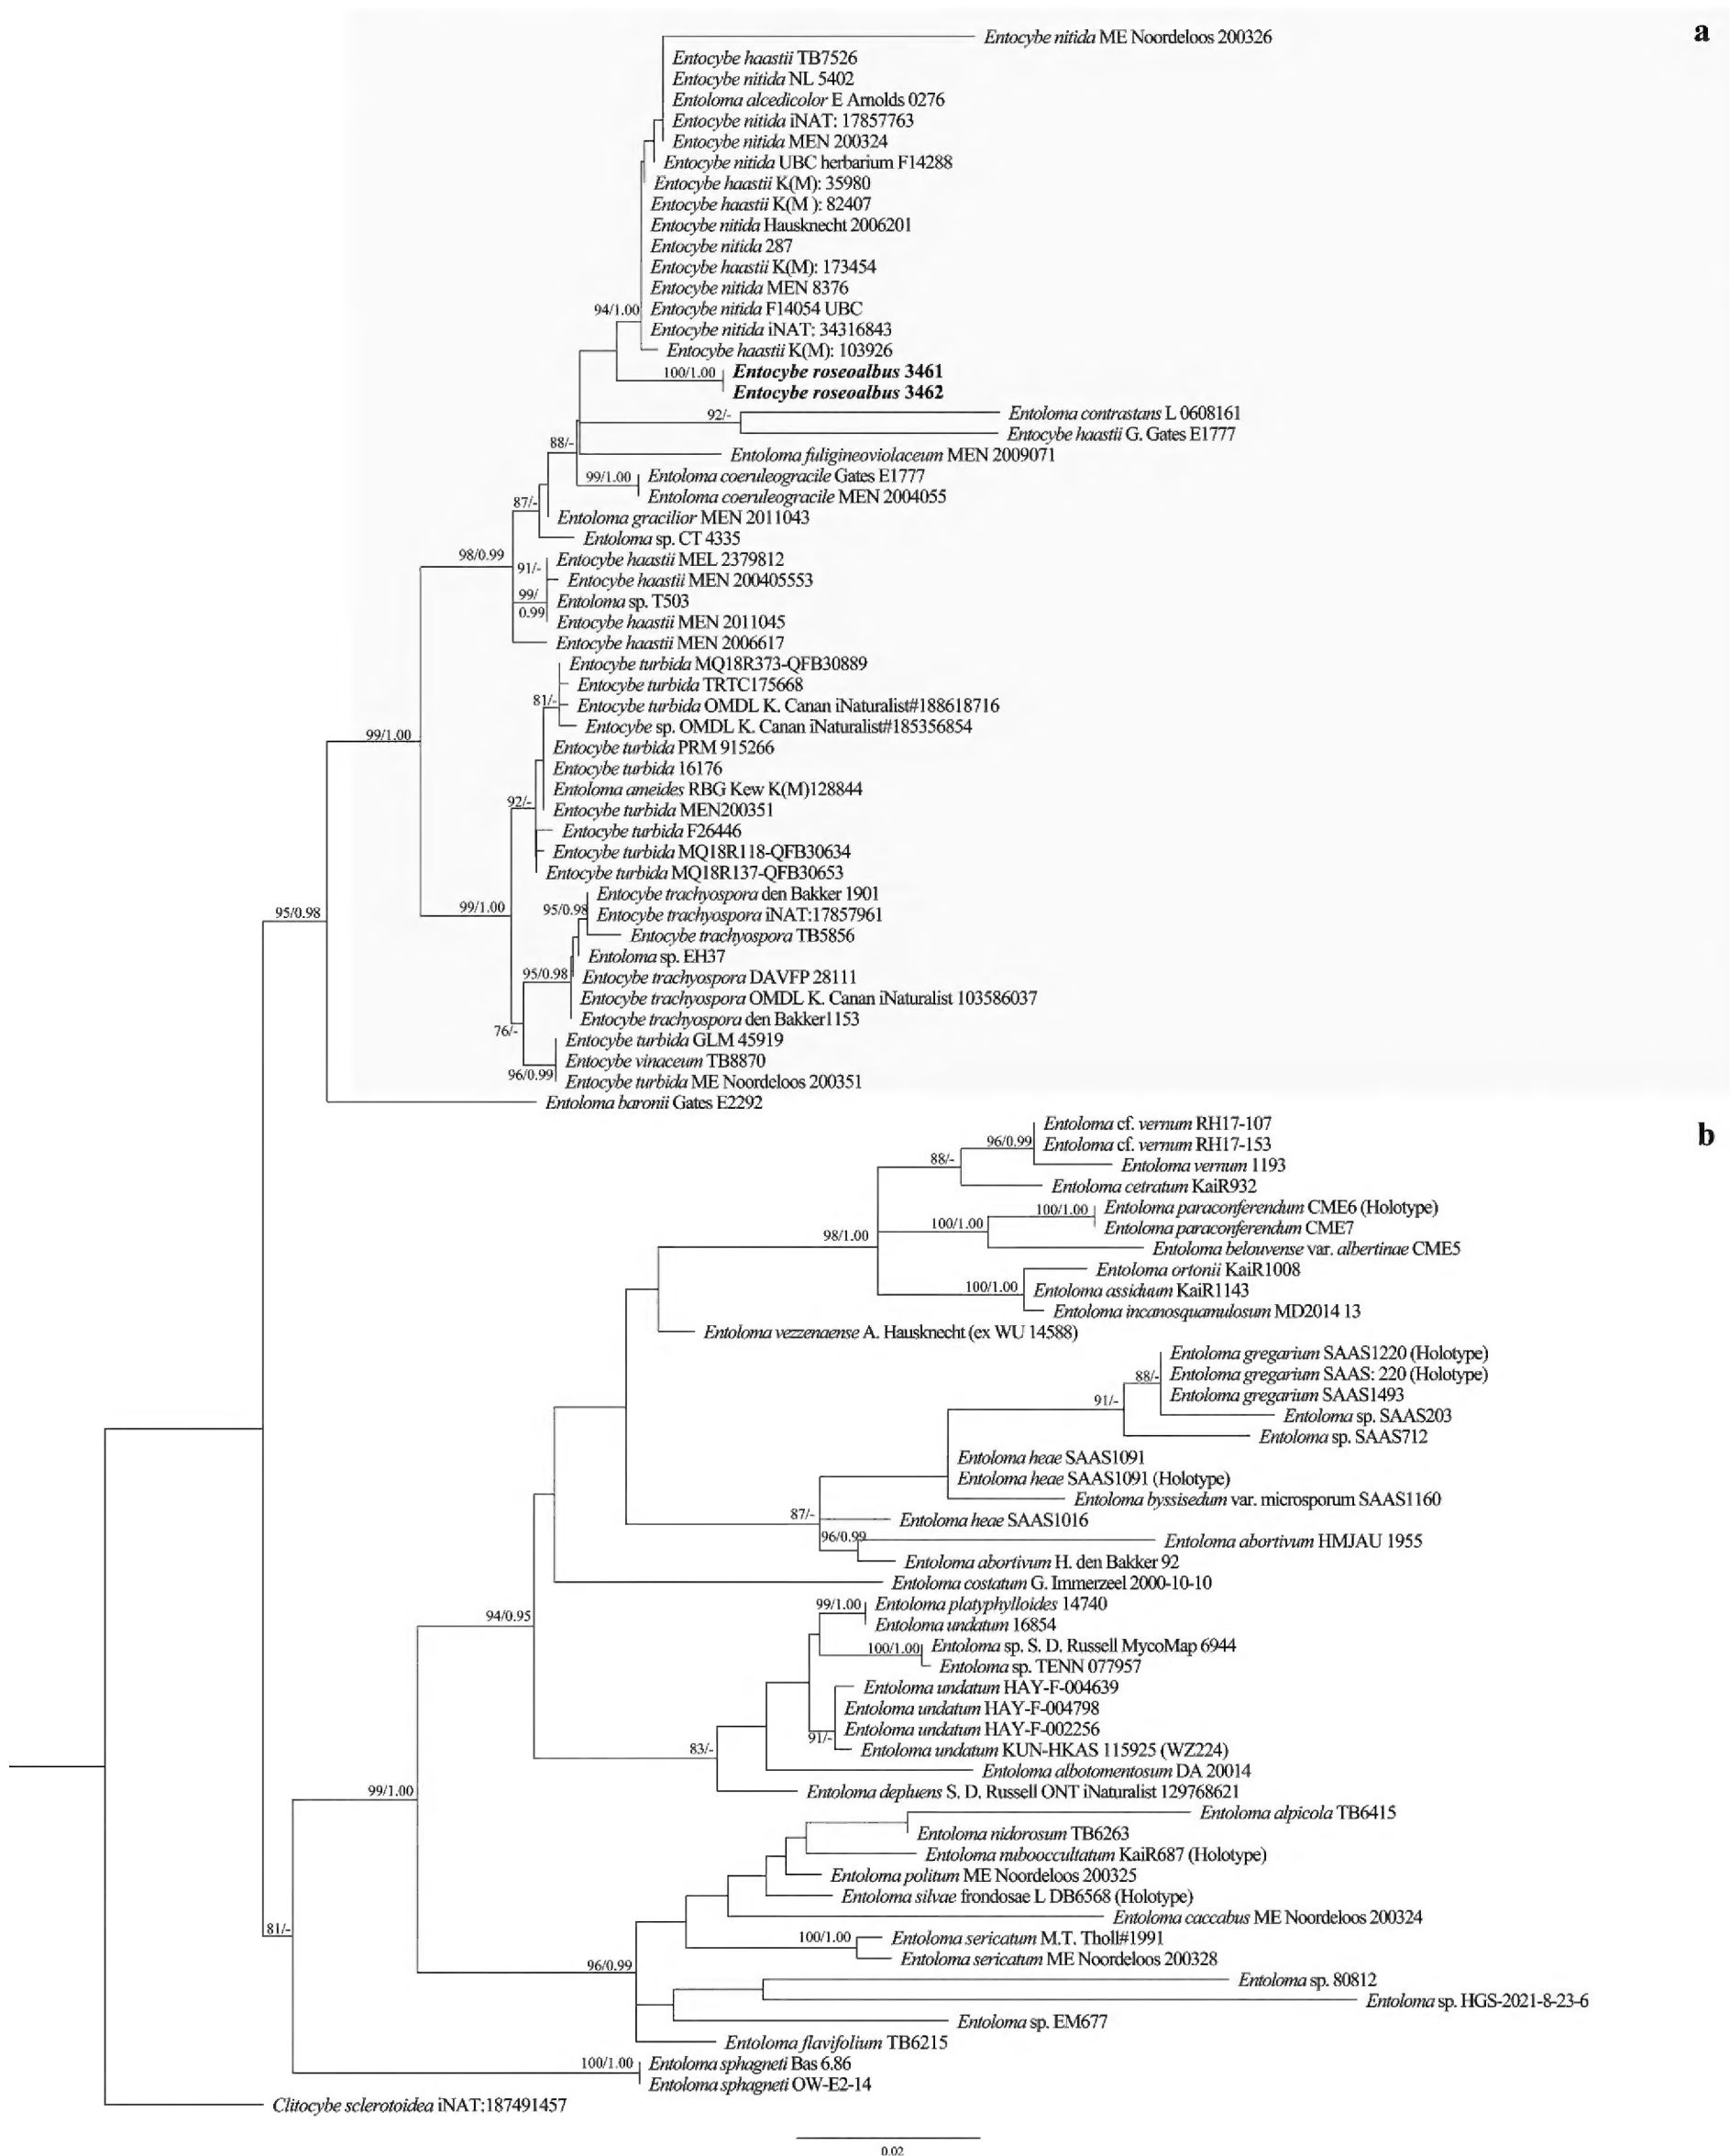 a
Entocybe nitida ME Noordeloos 200326
Entocybe haastii TB7526
Entocybe nitida NL 5402
Entoloma alcedicolor E Arnolds 0276
Entocybe nitida iNAT: 17857763
Entocybe nitida MEN 200324
Entocybe nitida UBC herbarium F14288
Entocybe haastii K(M): 35980
Entocybe haastii K(M ): 82407
Entocybe nitida Hausknecht 2006201
Entocybe nitida 287
Entocybe haastii K(M): 173454
Entocybe nitida MEN 8376
94/1.00 Entocybe nitida F14054 UBC
Entocybe nitida iNAT: 34316843
Entocybe haastii K(M): 103926
100/1.00 Entocybe roseoalbus 3461
Entocybe roseoalbus 3462
92/- Entoloma contrastans L 0608161
Entocybe haastii G. Gates E1777
88/- Entoloma fuligineoviolaceum MEN 2009071
99/1.00 Entoloma coeruleogracile Gates E1777
Entoloma coeruleogracile MEN 2004055
87/- Entoloma gracilior MEN 2011043
Entoloma sp. CT 4335
98/0.99 Entocybe haastii MEL 2379812
91/- Entocybe haastii MEN 200405553
99/ Entoloma sp. T503
0.99 Entocybe haastii MEN 2011045
Entocybe haastii MEN 2006617
Entocybe turbida MQ18R373-QFB30889
Entocybe turbida TRTC175668
81/- Entocybe turbida OMDL K. Canan iNaturalist#188618716
Entocybe sp. OMDL K. Canan iNaturalist#185356854
99/1.00 Entocybe turbida PRM 915266
Entocybe turbida 16176
Entoloma ameides RBG Kew K(M)128844
92/- Entocybe turbida MEN200351
Entocybe turbida F26446
Entocybe turbida MQ18R118-QFB30634
Entocybe turbida MQ18R137-QFB30653
Entocybe trachyospora den Bakker 1901
95/0.98 99/1.00 95/0.98 Entocybe trachyospora iNAT:17857961
Entocybe trachyospora TB5856
Entoloma sp. EH37
95/0.98 Entocybe trachyospora DAVFP 28111
Entocybe trachyospora OMDL K. Canan iNaturalist 103586037
Entocybe trachyospora den Bakker1153
76/- Entocybe turbida GLM 45919
Entocybe vinaceum TB8870
96/0.99 Entocybe turbida ME Noordeloos 200351
Entoloma baronii Gates E2292
b
Entoloma cf. vernum RH17-107
96/0.99 Entoloma cf. vernum RH17-153
88/- Entoloma vernum 1193
Entoloma cetratum KaiR932
100/1.00 Entoloma paraconferendum CME6 (Holotype)
100/1.00 Entoloma paraconferendum CME7
98/1.00 Entoloma belouvense var. albertinae CME5
Entoloma ortonii KaiR1008
100/1.00 Entoloma assiduum KaiR1143
Entoloma incanosquamulosum MD2014 13
Entoloma vezzenaense A. Hausknecht (ex WU 14588)
Entoloma gregarium SAAS1220 (Holotype)
88/- Entoloma gregarium SAAS: 220 (Holotype)
91/- Entoloma gregarium SAAS1493
Entoloma sp. SAAS203
Entoloma sp. SAAS712
Entoloma heae SAAS1091
Entoloma heae SAAS1091 (Holotype)
Entoloma byssisedum var. microsporum SAAS1160
87/- Entoloma heae SAAS1016
96/0.99 Entoloma abortivum HMJAU 1955
Entoloma abortivum H. den Bakker 92
Entoloma costatum G. Immerzeel 2000-10-10
99/1.00 Entoloma platyphylloides 14740
94/0.95 Entoloma undatum 16854
100/1.00 Entoloma sp. S. D. Russell MycoMap 6944
Entoloma sp. TENN 077957
Entoloma undatum HAY-F-004639
Entoloma undatum HAY-F-004798
91/- Entoloma undatum HAY-F-002256
83/- Entoloma undatum KUN-HKAS 115925 (WZ224)
Entoloma albotomentosum DA 20014
99/1.00 Entoloma depluens S. D. Russell ONT iNaturalist 129768621
Entoloma alpicola TB6415
Entoloma nidorosum TB6263
Entoloma nubooccultatum KaiR687 (Holotype)
Entoloma politum ME Noordeloos 200325
Entoloma silvae frondosae L DB6568 (Holotype)
Entoloma caccabus ME Noordeloos 200324
81/- 100/1.00 Entoloma sericatum M.T. Tholl#1991
Entoloma sericatum ME Noordeloos 200328
96/0.99 Entoloma sp. 80812
Entoloma sp. HGS-2021-8-23-6
Entoloma sp. EM677
Entoloma flavifolium TB6215
100/1.00 Entoloma sphagneti Bas 6.86
Entoloma sphagneti OW-E2-14
Clitocybe sclerotoidea iNAT:187491457
0.02